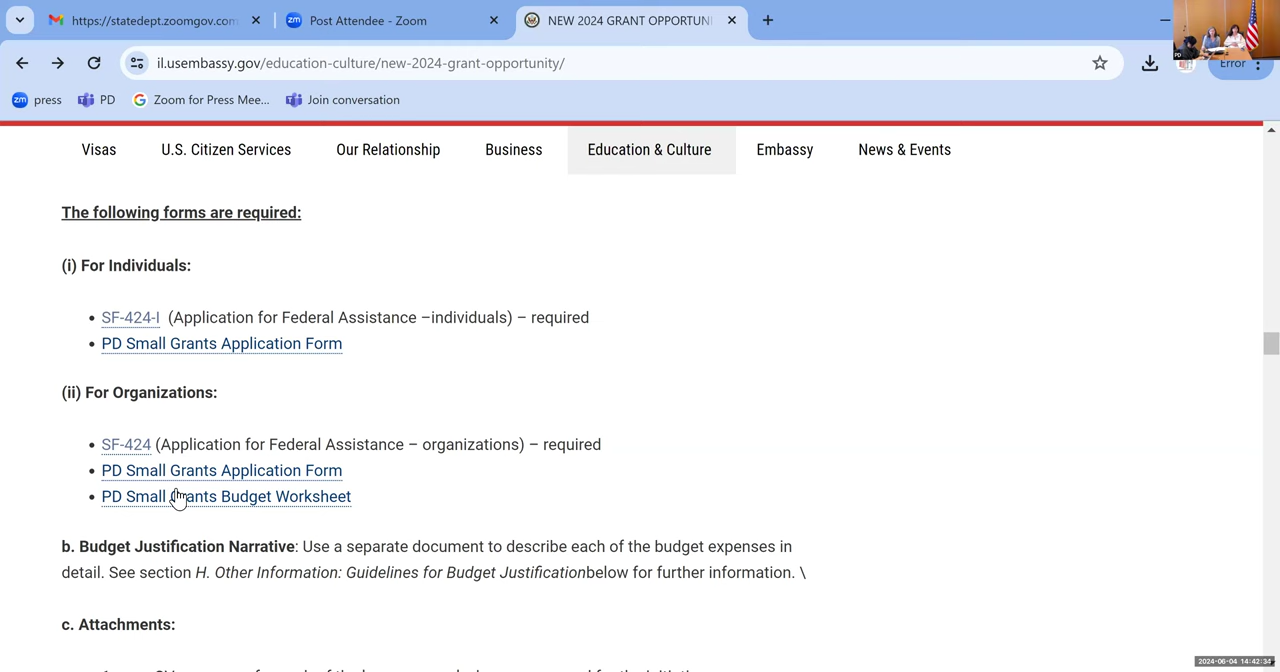 https://statedept.zoomgov.com
Post Attendee - Zoom
NEW 2024 GRANT OPPORTUNI
il.usembassy.gov/education-culture/new-2024-grant-opportunity/
Error
zm press
PD
Zoom for Press Mee...
Join conversation
PD
Visas
U.S. Citizen Services
Our Relationship
Business
Education & Culture
Embassy
News & Events
The following forms are required:
(i) For Individuals:
• SF-424-I (Application for Federal Assistance –individuals) – required
• PD Small Grants Application Form
(ii) For Organizations:
• SF-424 (Application for Federal Assistance – organizations) – required
• PD Small Grants Application Form
• PD Small Grants Budget Worksheet
b. Budget Justification Narrative: Use a separate document to describe each of the budget expenses in
detail. See section H. Other Information: Guidelines for Budget Justificationbelow for further information. \
c. Attachments:
2024-06-04 14:42:34